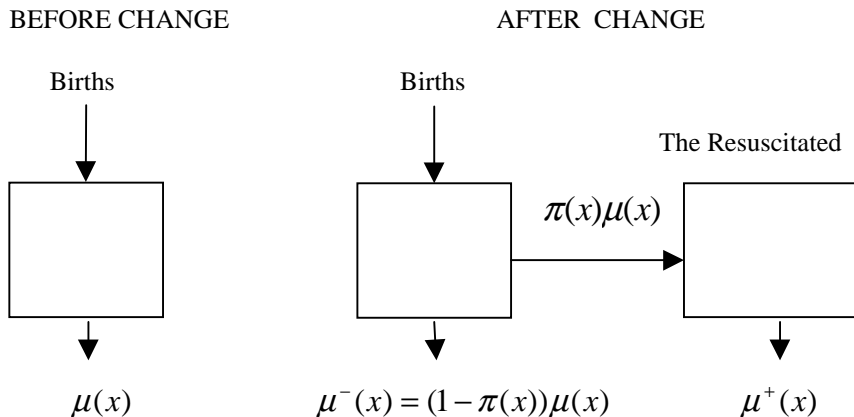 BEFORE CHANGE AFTER CHANGE
Births Births
The Resuscitated
π(x)μ(x)
μ(x) μ⁻(x) = (1 − π(x))μ(x) μ⁺(x)